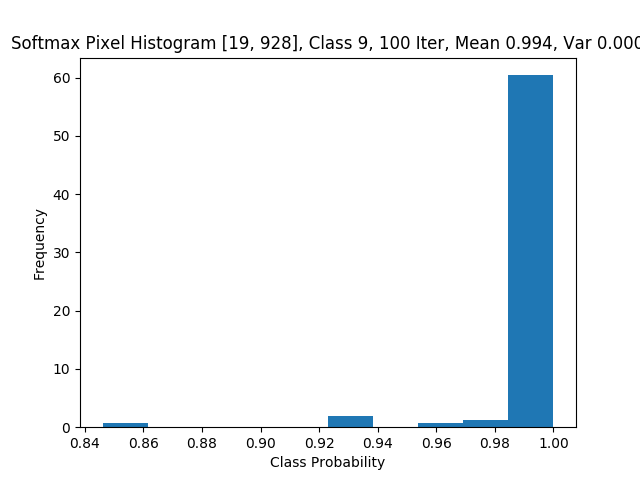 Softmax Pixel Histogram [19, 928], Class 9, 100 Iter, Mean 0.994, Var 0.000
60
50
40
30
20
10
0
Frequency
0.84 0.86 0.88 0.90 0.92 0.94 0.96 0.98 1.00
Class Probability